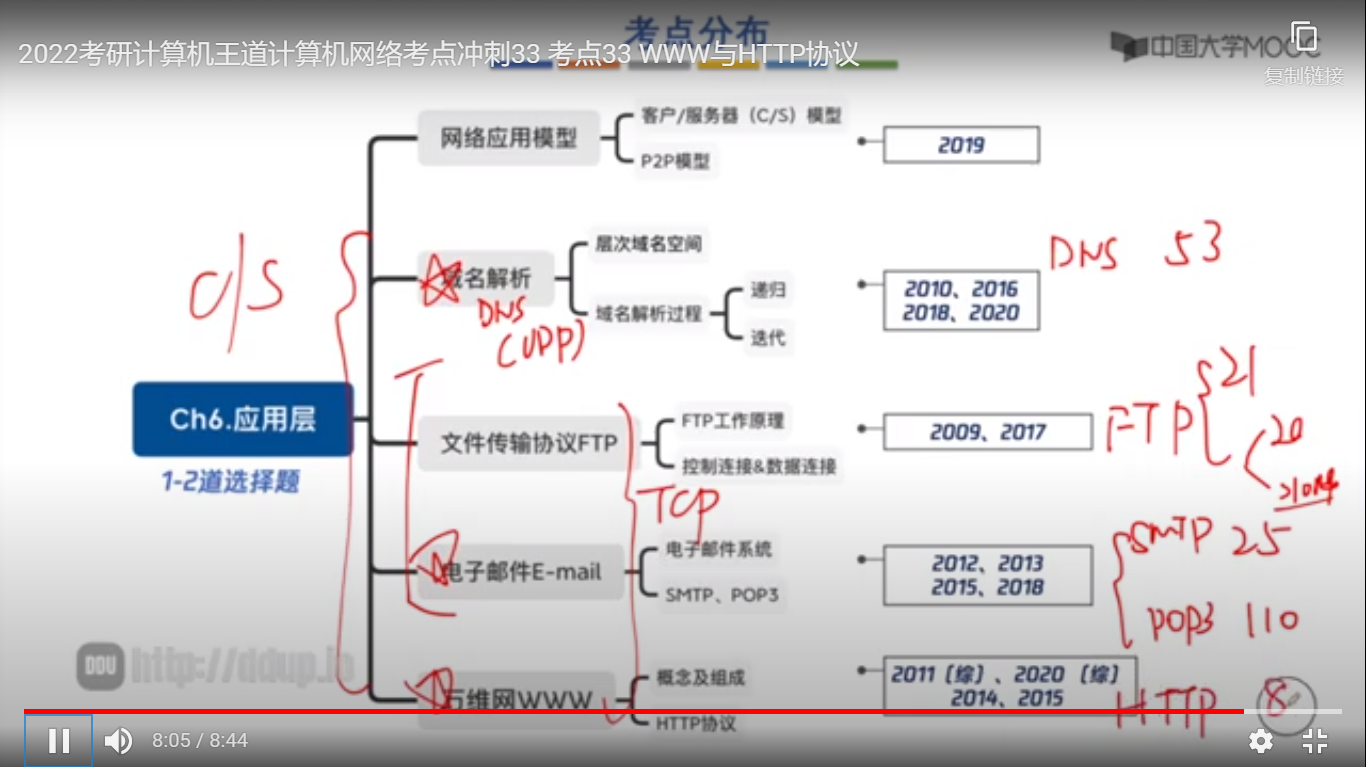 考点分布
2022考研计算机王道计算机网络考点冲刺33 考点33 WWW与HTTP协议
中国大学MOOC
复制链接
网络应用模型
客户/服务器（C/S）模型
P2P模型
2019
C/S
域名解析
DNS
(UDP)
层次域名空间
域名解析过程
递归
迭代
2010、2016
2018、2020
DNS 53
Ch6.应用层
1-2道选择题
文件传输协议FTP
FTP工作原理
控制连接&数据连接
2009、2017
FTP
21
20
TCP
电子邮件E-mail
电子邮件系统
SMTP、POP3
2012、2013
2015、2018
SMTP 25
POP3 110
DDU http://ddup.io
万维网WWW
概念及组成
HTTP协议
2011（综）、2020（综）
2014、2015
HTTP 8
8:05 / 8:44